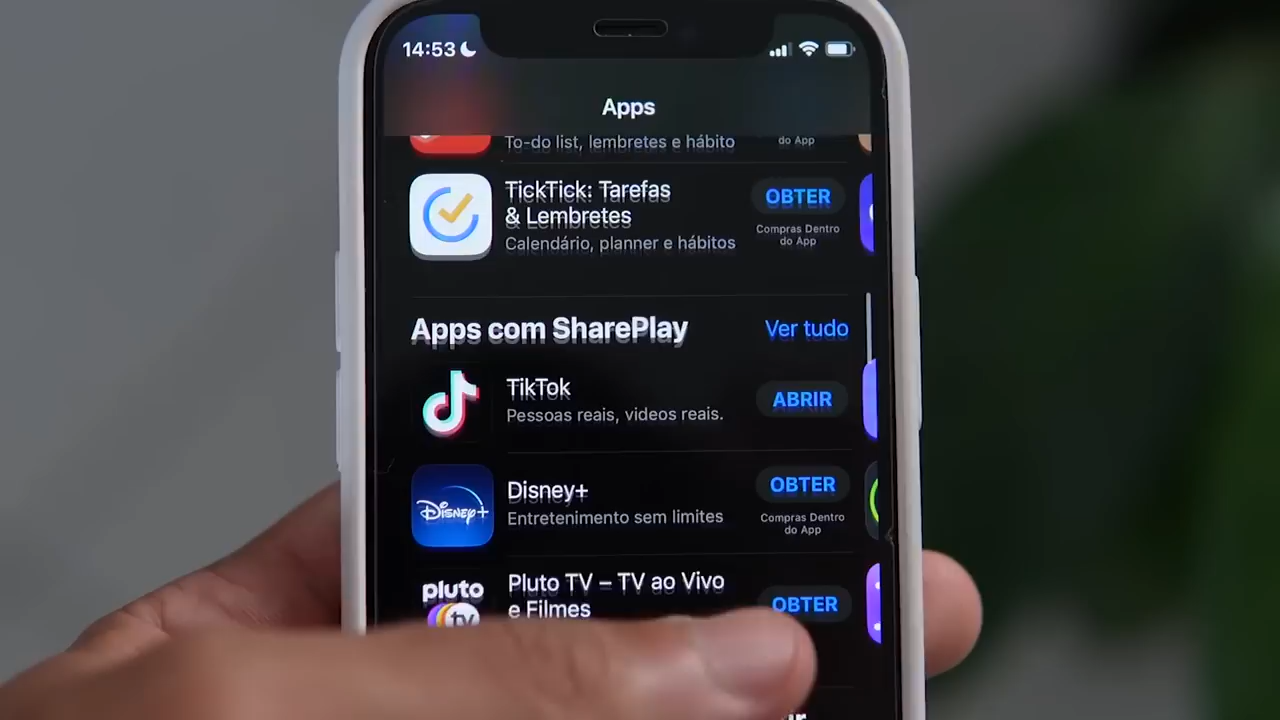 14:53
Apps
To-do list, lembretes e hábito
do App
TickTick: Tarefas
& Lembretes
Calendário, planner e hábitos
OBTER
Compras Dentro
do App
Apps com SharePlay
Ver tudo
TikTok
Pessoas reais, videos reais.
ABRIR
Disney+
Disney+
Entretenimento sem limites
OBTER
Compras Dentro
do App
pluto
tv
Pluto TV – TV ao Vivo
e Filmes
OBTER